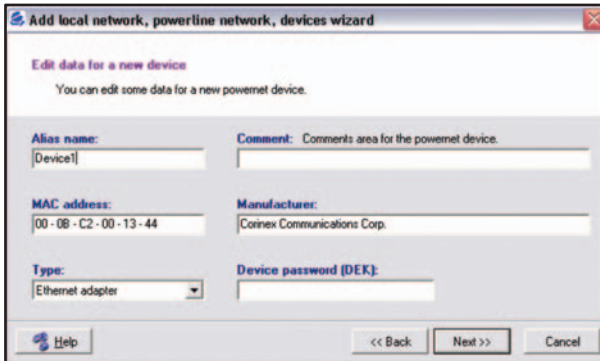 Add local network, powerline network, devices wizard
Edit data for a new device
You can edit some data for a new powernet device.
Alias name:
Comment: Comments area for the powernet device.
Device1
MAC address:
Manufacturer:
00 - 0B - C2 - 00 - 13 - 44
Corinex Communications Corp.
Type:
Device password (DEK):
Ethernet adapter
Help
<< Back
Next >>
Cancel